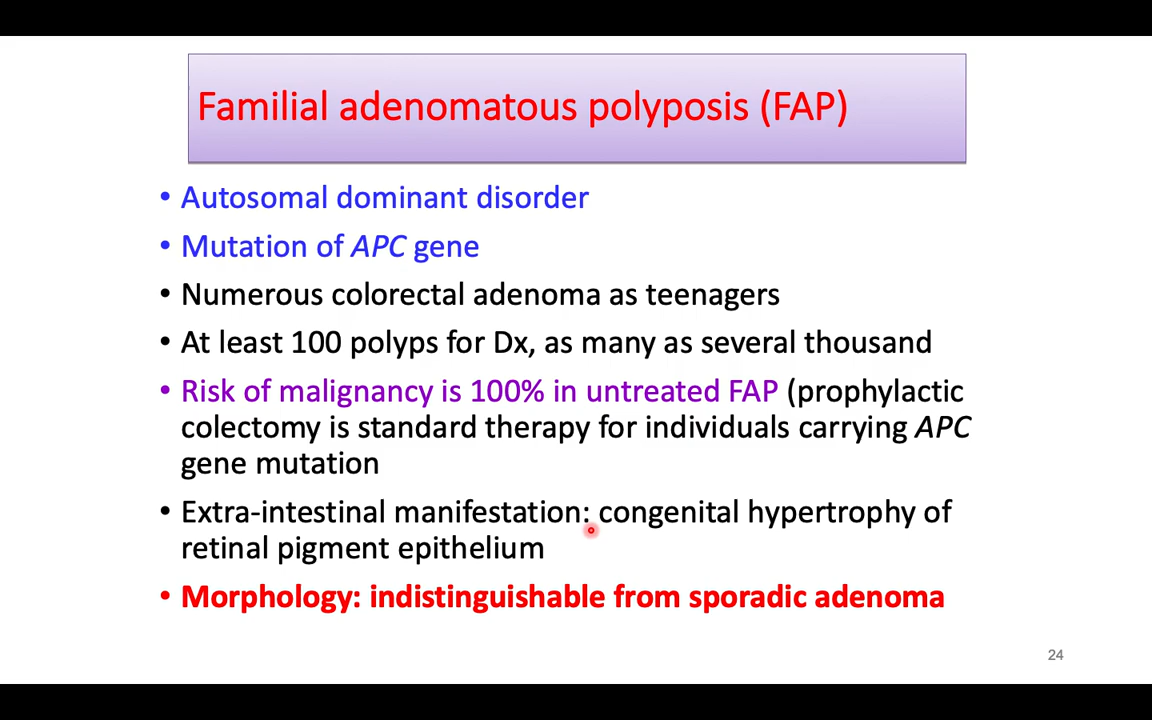 Familial adenomatous polyposis (FAP)
• Autosomal dominant disorder
• Mutation of APC gene
• Numerous colorectal adenoma as teenagers
• At least 100 polyps for Dx, as many as several thousand
• Risk of malignancy is 100% in untreated FAP (prophylactic
colectomy is standard therapy for individuals carrying APC
gene mutation
• Extra-intestinal manifestation: congenital hypertrophy of
retinal pigment epithelium
• Morphology: indistinguishable from sporadic adenoma
24